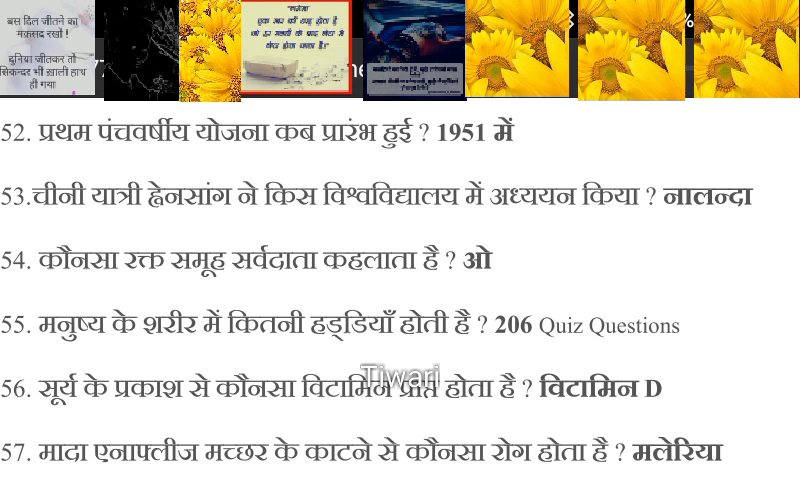 बस दिल जीतने का
मकसद रखो !
दुनिया जीतकर तो
सिकन्दर भी ख़ाली हाथ
ही गया
%
52. प्रथम पंचवर्षीय योजना कब प्रारंभ हुई ? 1951 में
53.चीनी यात्री ह्वेनसांग ने किस विश्वविद्यालय में अध्ययन किया ? नालन्दा
54. कौनसा रक्त समूह सर्वदाता कहलाता है ? ओ
55. मनुष्य के शरीर में कितनी हड्डियाँ होती है ? 206 Quiz Questions
Tiwari
56. सूर्य के प्रकाश से कौनसा विटामिन प्राप्त होता है ? विटामिन D
57. मादा एनाफ्लीज मच्छर के काटने से कौनसा रोग होता है ? मलेरिया